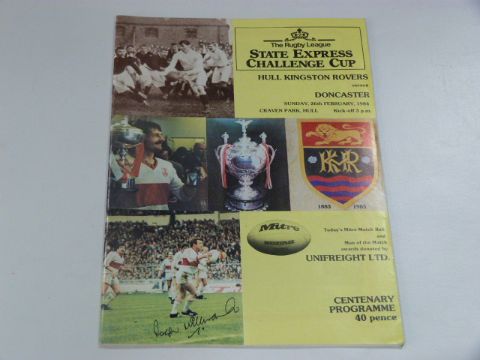 The Rugby League
STATE EXPRESS
CHALLENGE CUP
HULL KINGSTON ROVERS
versus
DONCASTER
SUNDAY, 26th FEBRUARY, 1984
CRAVEN PARK, HULL Kick-off 3 p.m.
HKR
1883 1983
Mitre
Today's Mitre Match Ball
and
Man of the Match
awards donated by
UNIFREIGHT LTD.
CENTENARY
PROGRAMME
40 pence